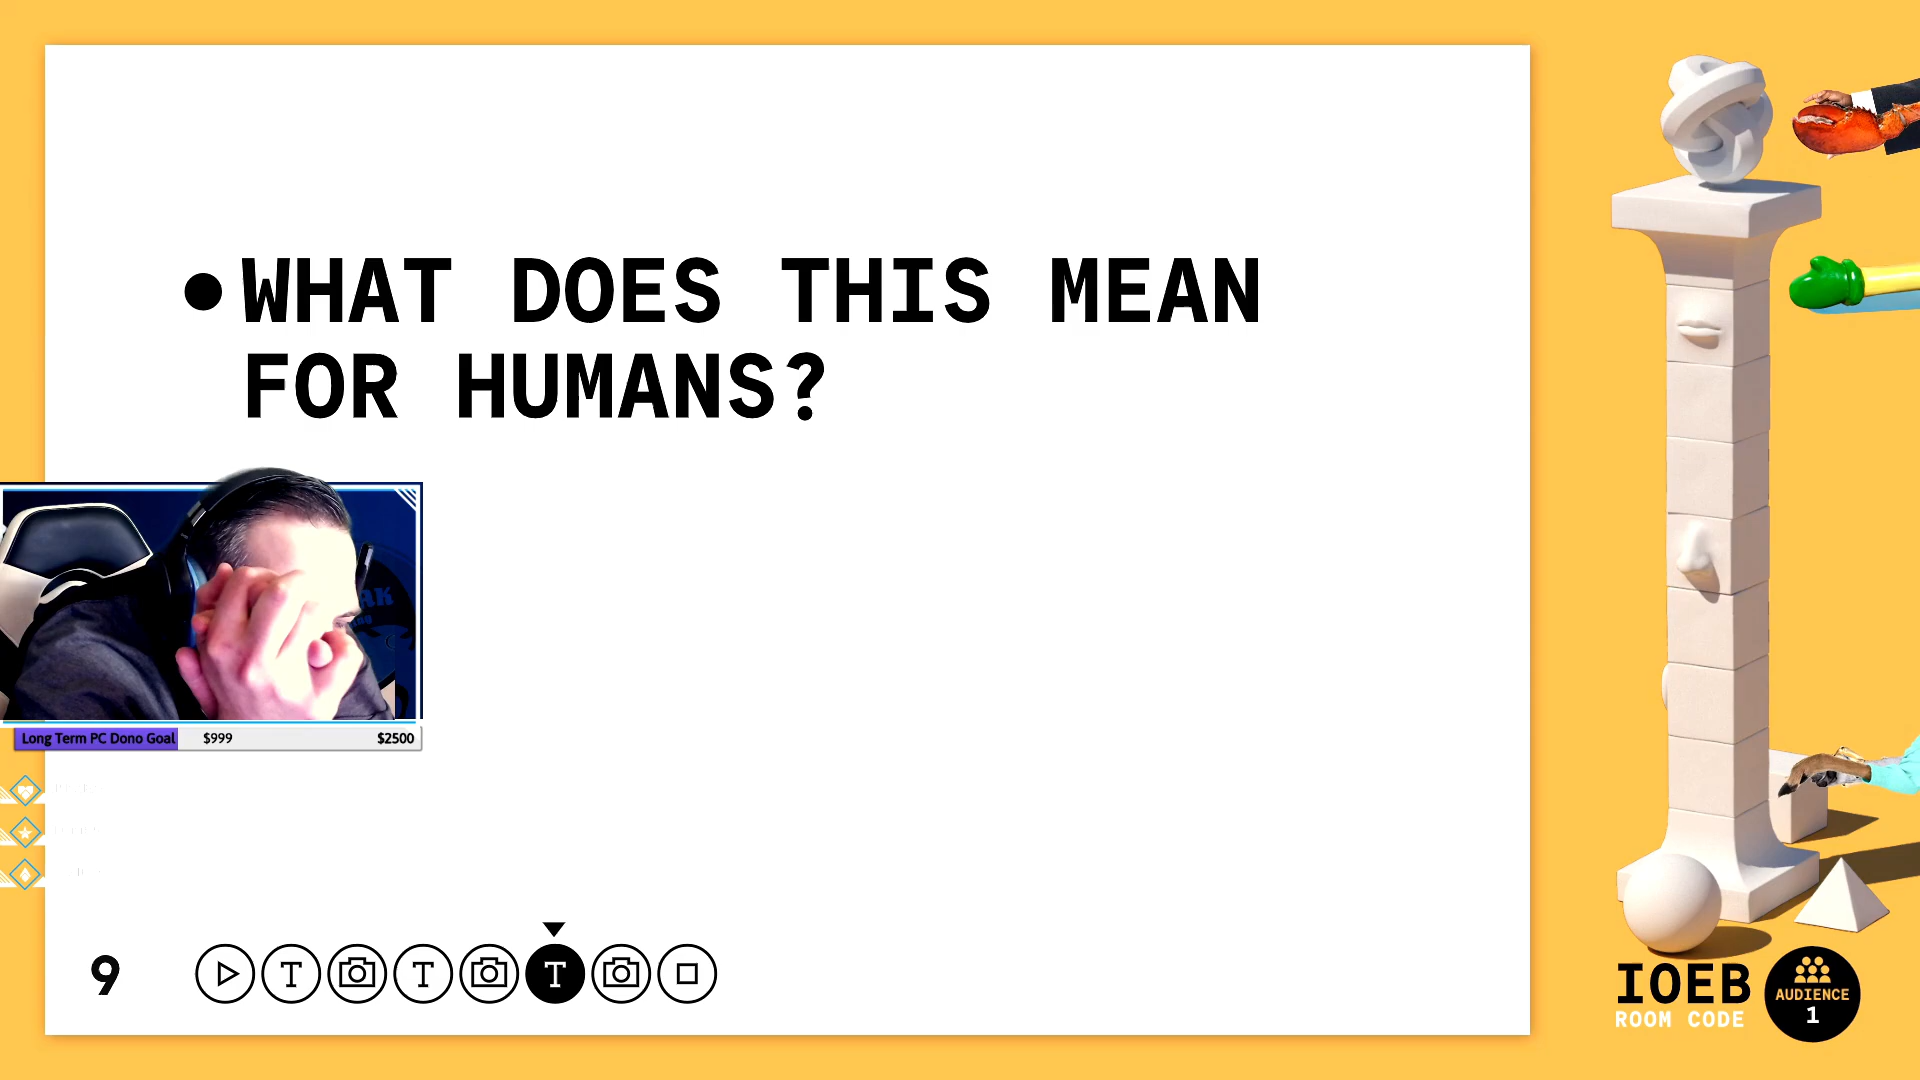 • WHAT DOES THIS MEAN
FOR HUMANS?
Long Term PC Dono Goal $999 $2500
9
T
T
T
IOEB
ROOM CODE
AUDIENCE
1